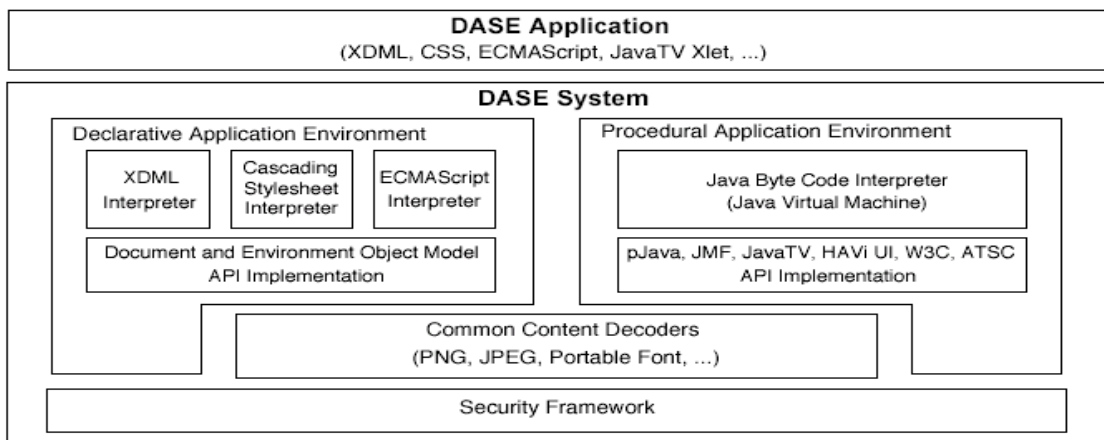 DASE Application
(XDML, CSS, ECMAScript, JavaTV Xlet, ...)
DASE System
Declarative Application Environment
XDML
Interpreter
Cascading
Stylesheet
Interpreter
ECMAScript
Interpreter
Document and Environment Object Model
API Implementation
Procedural Application Environment
Java Byte Code Interpreter
(Java Virtual Machine)
pJava, JMF, JavaTV, HAVi UI, W3C, ATSC
API Implementation
Common Content Decoders
(PNG, JPEG, Portable Font, ...)
Security Framework